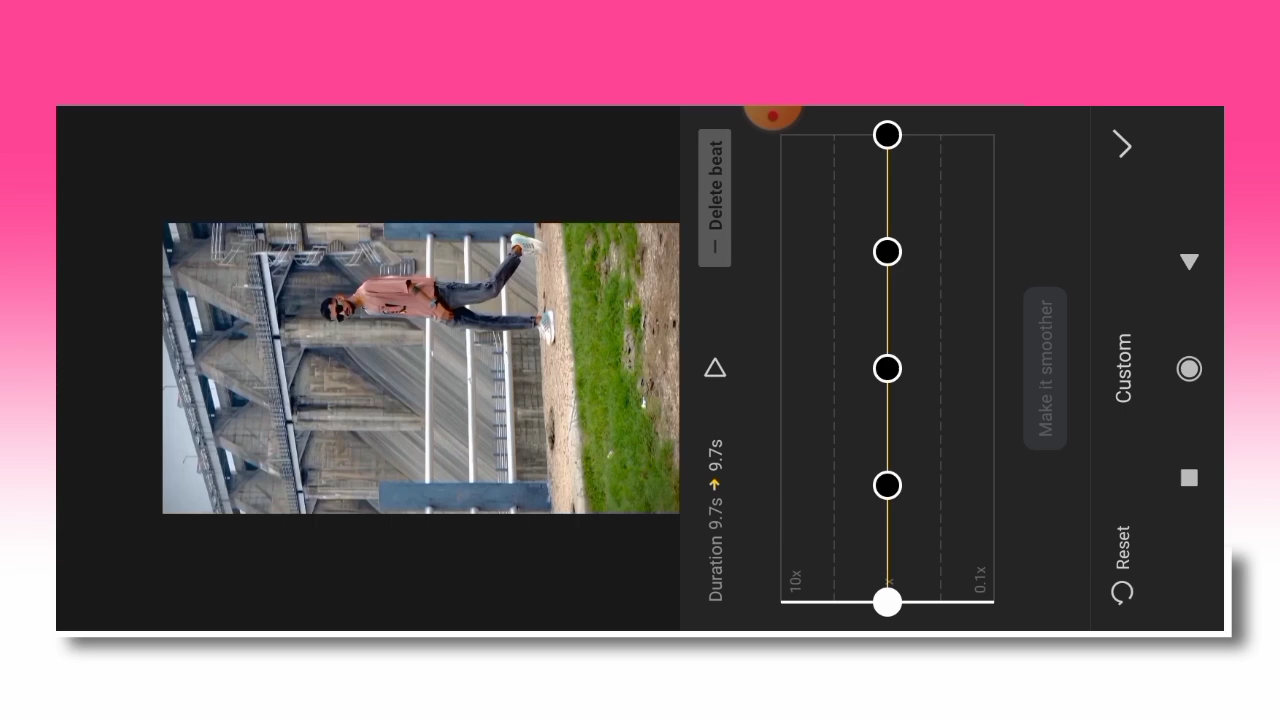 Duration 9.7s → 9.7s
— Delete beat
10x
x
0.1x
Make it smoother
Reset
Custom